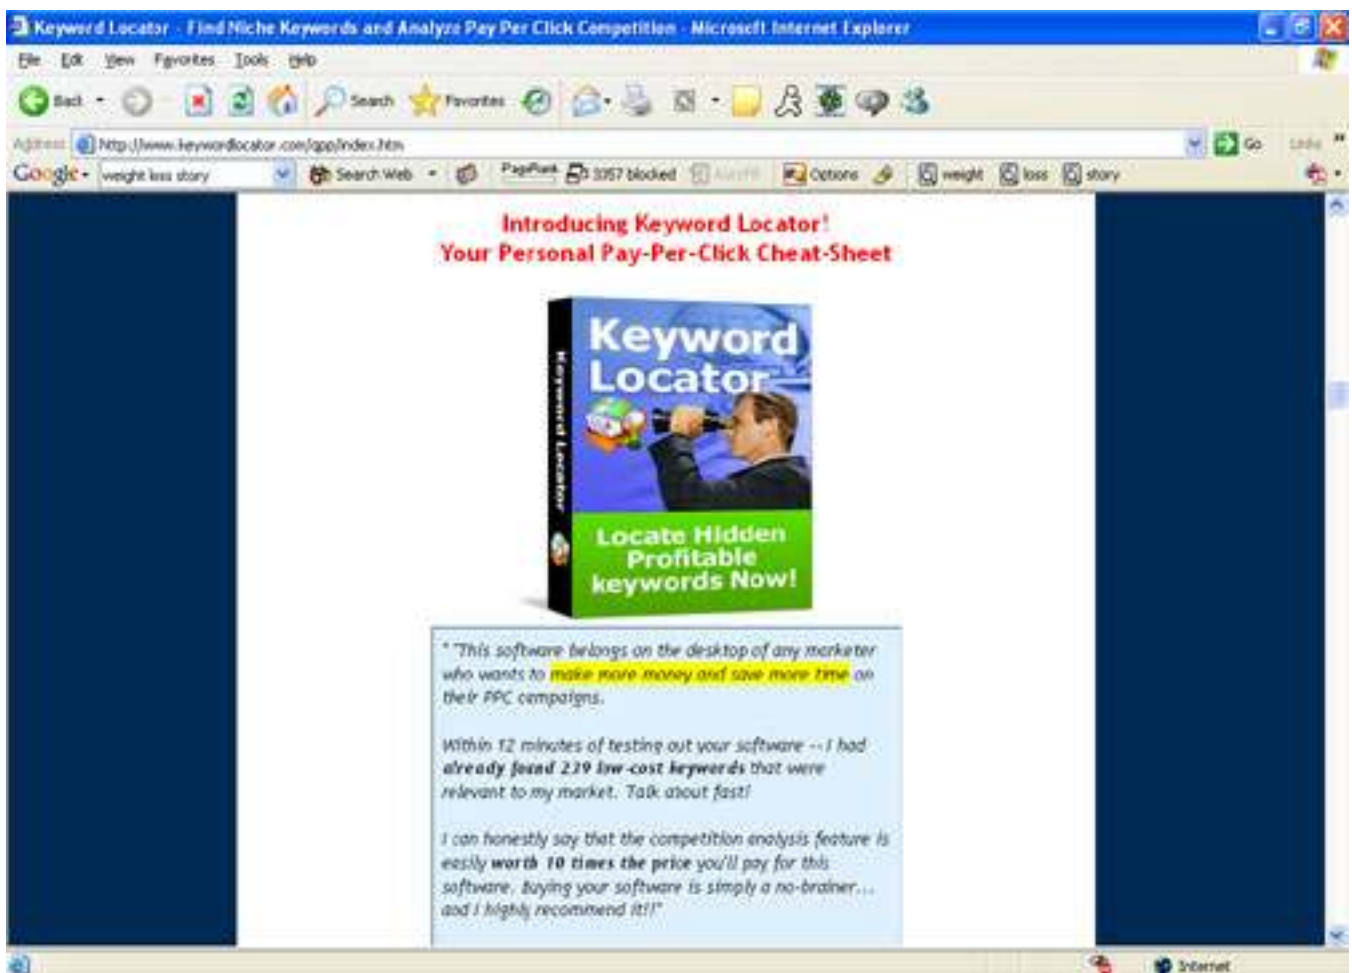 Keyword Locator - Find Niche Keywords and Analyze Pay Per Click Competition - Microsoft Internet Explorer
File Edit View Favorites Tools Help
Back Search Favorites
Address http://www.keywordlocator.com/qpp/index.htm Go Links »
Google weight loss story Search Web PageRank 3357 blocked AutoFill Options weight loss story
Introducing Keyword Locator!
Your Personal Pay-Per-Click Cheat-Sheet
Keyword
Locator
Keyword Locator
Locate Hidden
Profitable
keywords Now!
" "This software belongs on the desktop of any marketer
who wants to make more money and save more time on
their PPC campaigns.
Within 12 minutes of testing out your software -- I had
already found 239 low-cost keywords that were
relevant to my market. Talk about fast!
I can honestly say that the competition analysis feature is
easily worth 10 times the price you'll pay for this
software. Buying your software is simply a no-brainer...
and I highly recommend it!!"
Internet